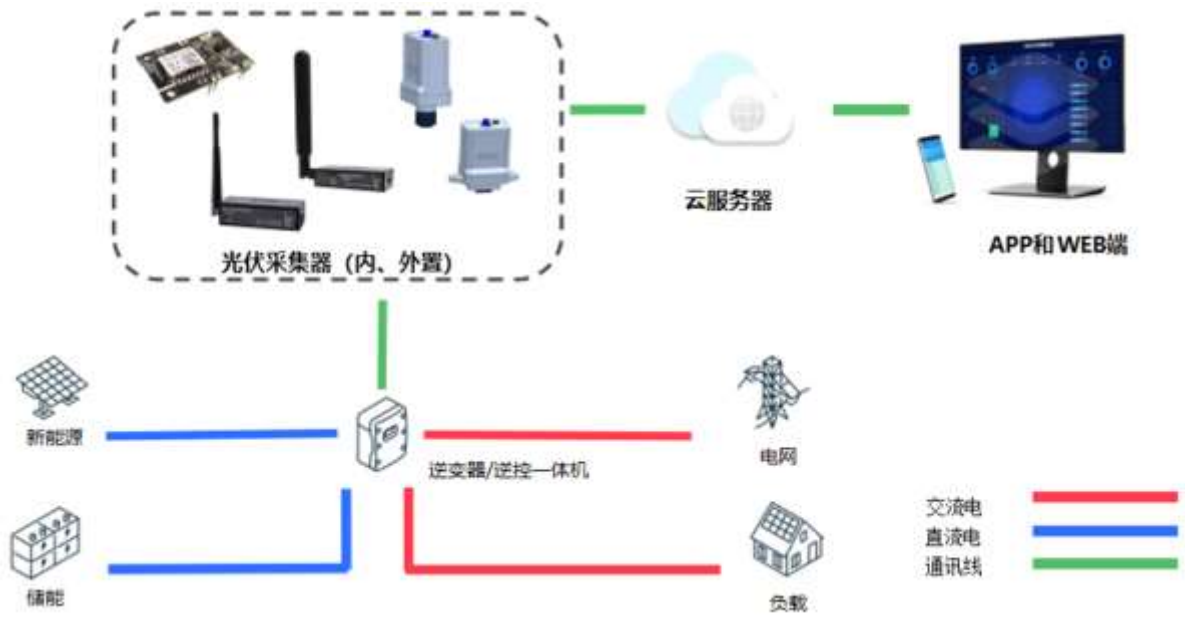 光伏采集器（内、外置）
云服务器
APP和WEB端
新能源
逆变器/逆控一体机
电网
储能
负载
交流电
直流电
通讯线